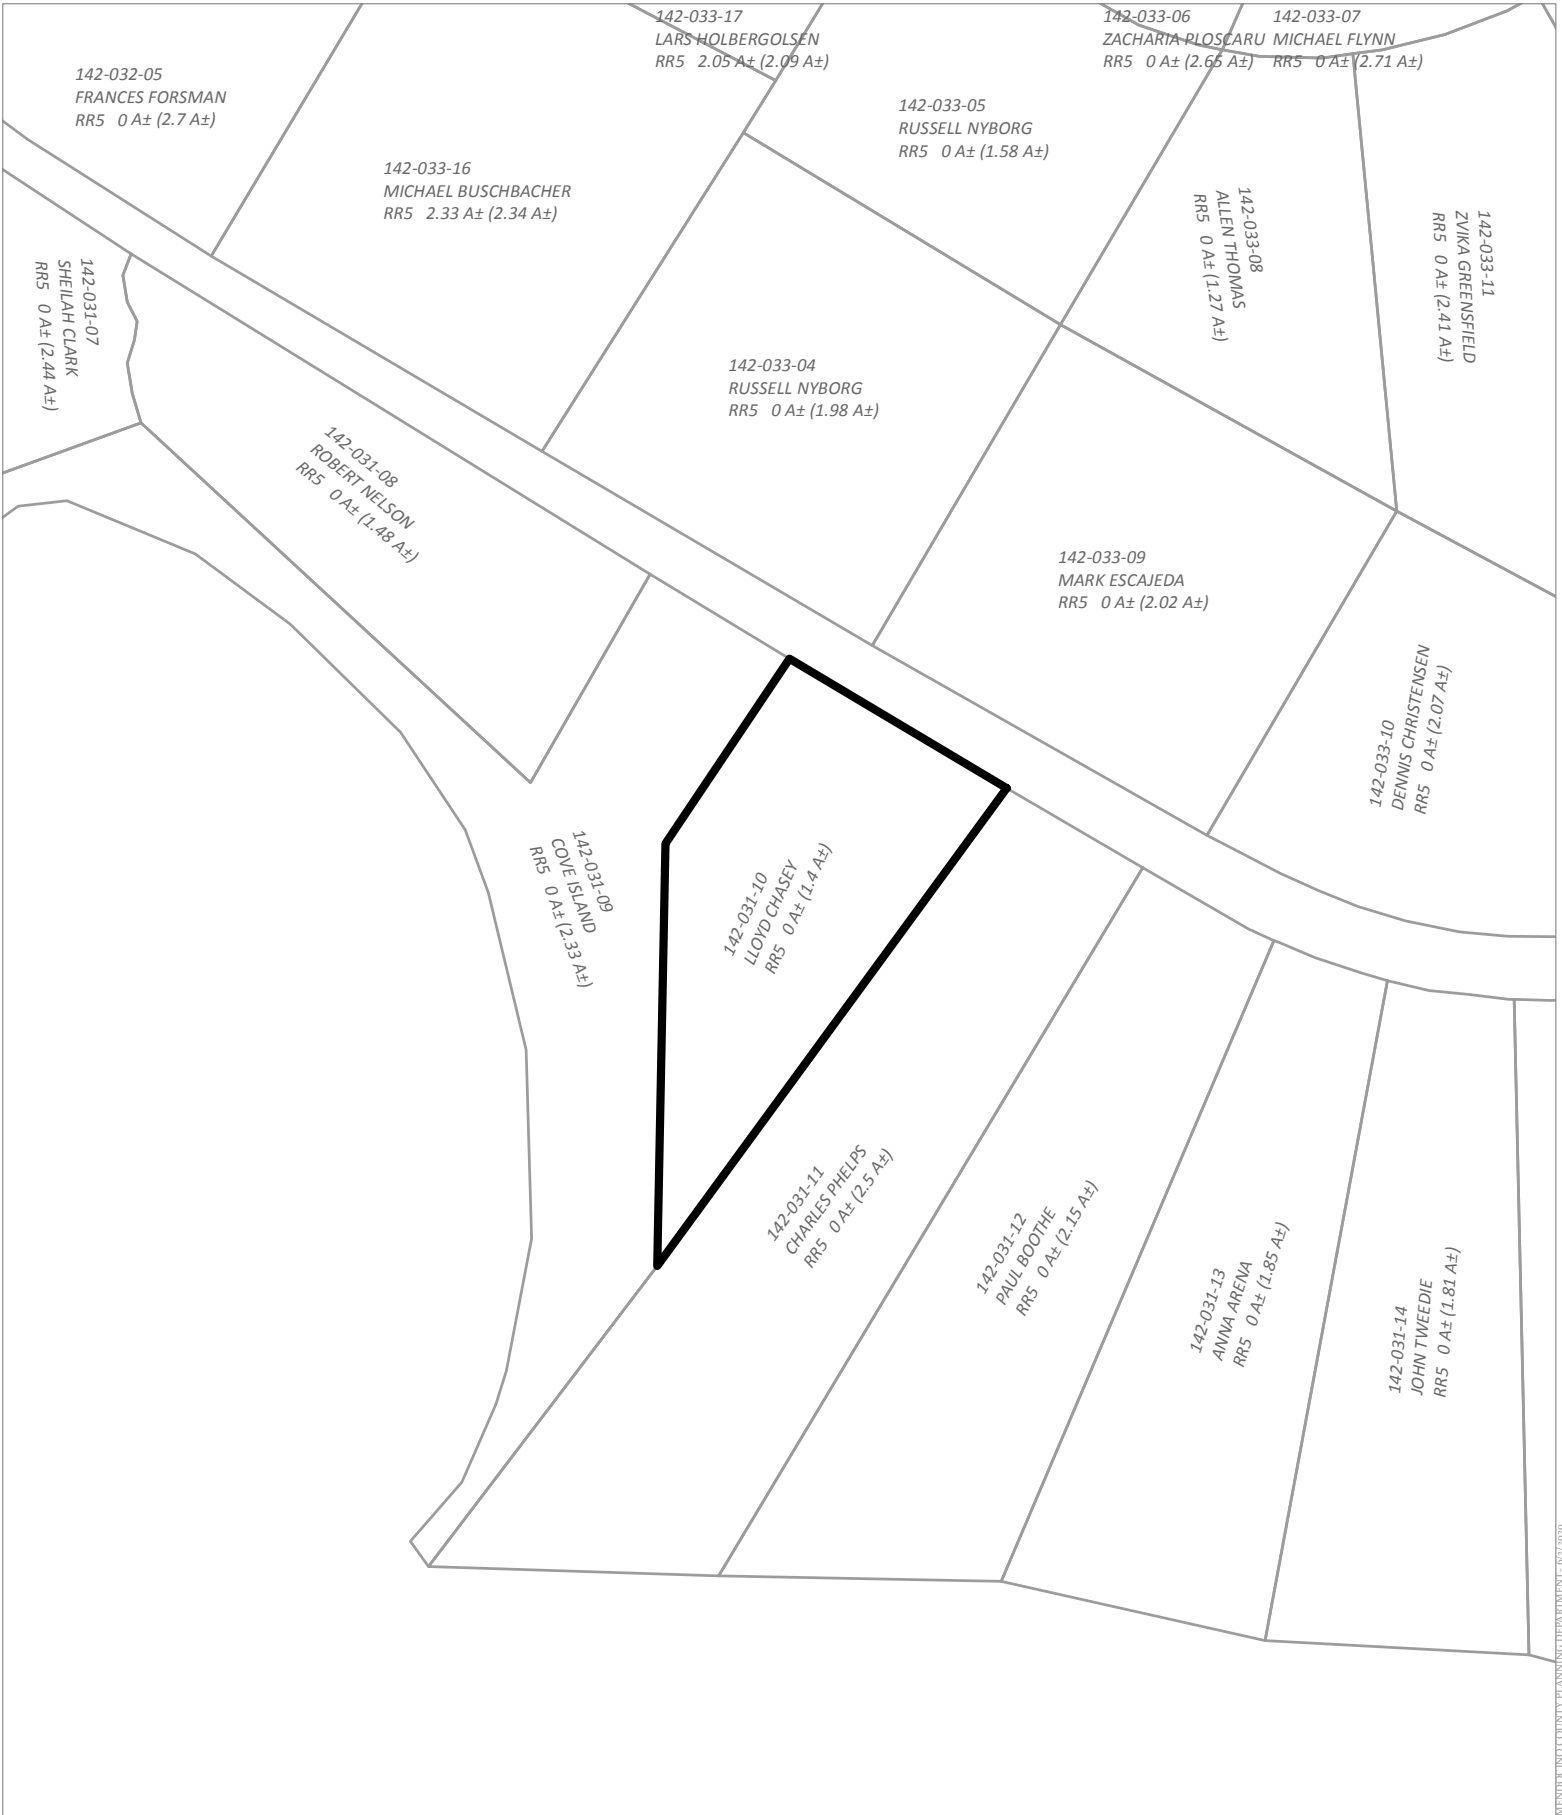 142-033-17
LARS HOLBERGOLSEN
RR5 2.05 A± (2.09 A±)
142-033-06
ZACHARIA PLOSCARU
RR5 0 A± (2.65 A±)
142-033-07
MICHAEL FLYNN
RR5 0 A± (2.71 A±)
142-032-05
FRANCES FORSMAN
RR5 0 A± (2.7 A±)
142-033-05
RUSSELL NYBORG
RR5 0 A± (1.58 A±)
142-033-16
MICHAEL BUSCHBACHER
RR5 2.33 A± (2.34 A±)
142-033-08
ALLEN THOMAS
RR5 0 A± (1.27 A±)
142-033-11
ZVIKA GREENSFIELD
RR5 0 A± (2.41 A±)
142-031-07
SHEILAH CLARK
RR5 0 A± (2.44 A±)
142-033-04
RUSSELL NYBORG
RR5 0 A± (1.98 A±)
142-031-08
ROBERT NELSON
RR5 0 A± (1.48 A±)
142-033-09
MARK ESCAJEDA
RR5 0 A± (2.02 A±)
142-033-10
DENNIS CHRISTENSEN
RR5 0 A± (2.07 A±)
142-031-09
COVE ISLAND
RR5 0 A± (2.33 A±)
142-031-10
LLOYD CHASEY
RR5 0 A± (1.4 A±)
142-031-11
CHARLES PHELPS
RR5 0 A± (2.5 A±)
142-031-12
PAUL BOOTHE
RR5 0 A± (2.15 A±)
142-031-13
ANNA ARENA
RR5 0 A± (1.85 A±)
142-031-14
JOHN TWEEDIE
RR5 0 A± (1.81 A±)
MENDOCINO COUNTY PLANNING DEPARTMENT -